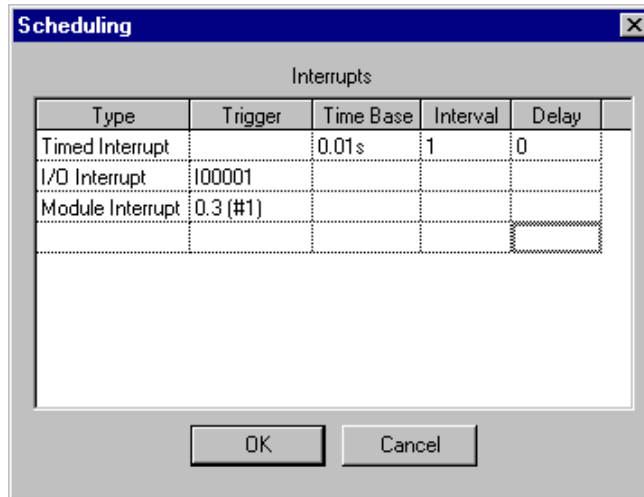 Scheduling
Interrupts
Type Trigger Time Base Interval Delay
Timed Interrupt 0.01s 1 0
I/O Interrupt I00001
Module Interrupt 0.3 (#1)
OK Cancel